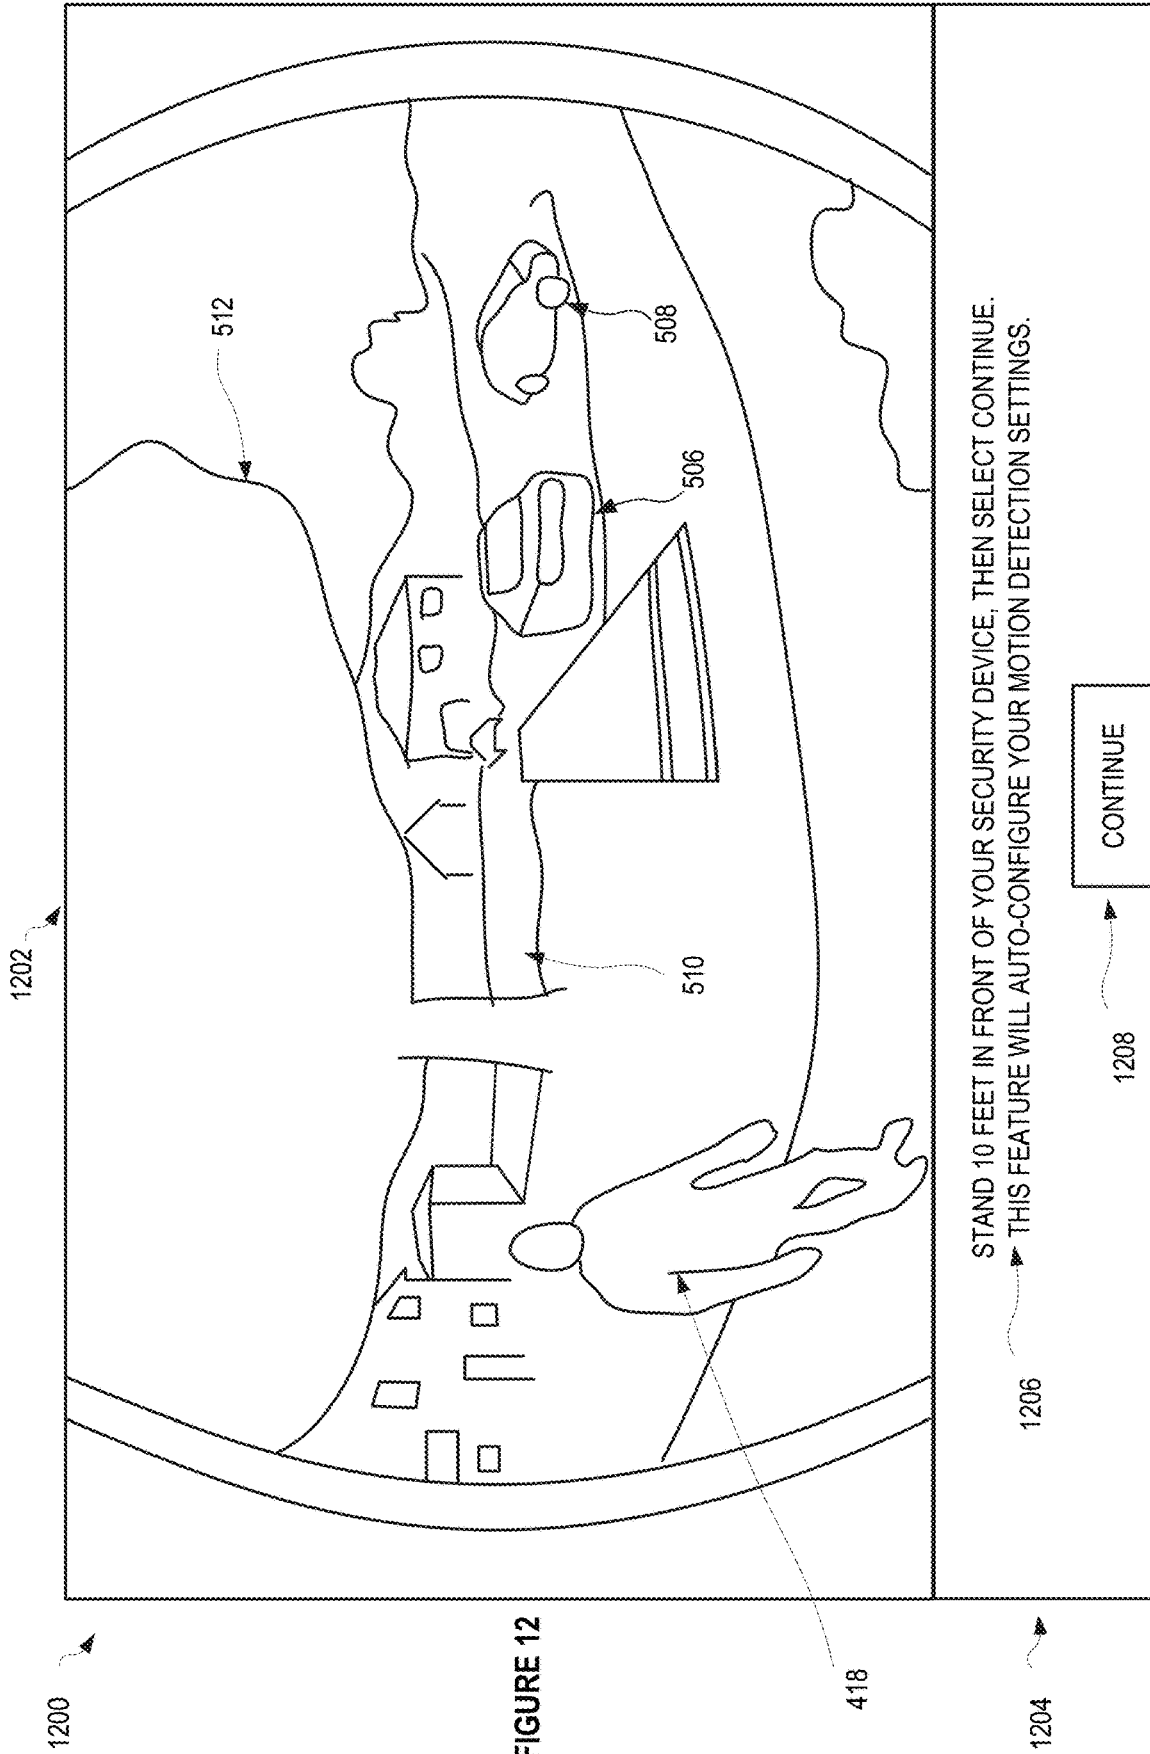 1200
1202
512
508
506
510
418
1204
STAND 10 FEET IN FRONT OF YOUR SECURITY DEVICE, THEN SELECT CONTINUE.
THIS FEATURE WILL AUTO-CONFIGURE YOUR MOTION DETECTION SETTINGS.
1206
CONTINUE
1208
FIGURE 12